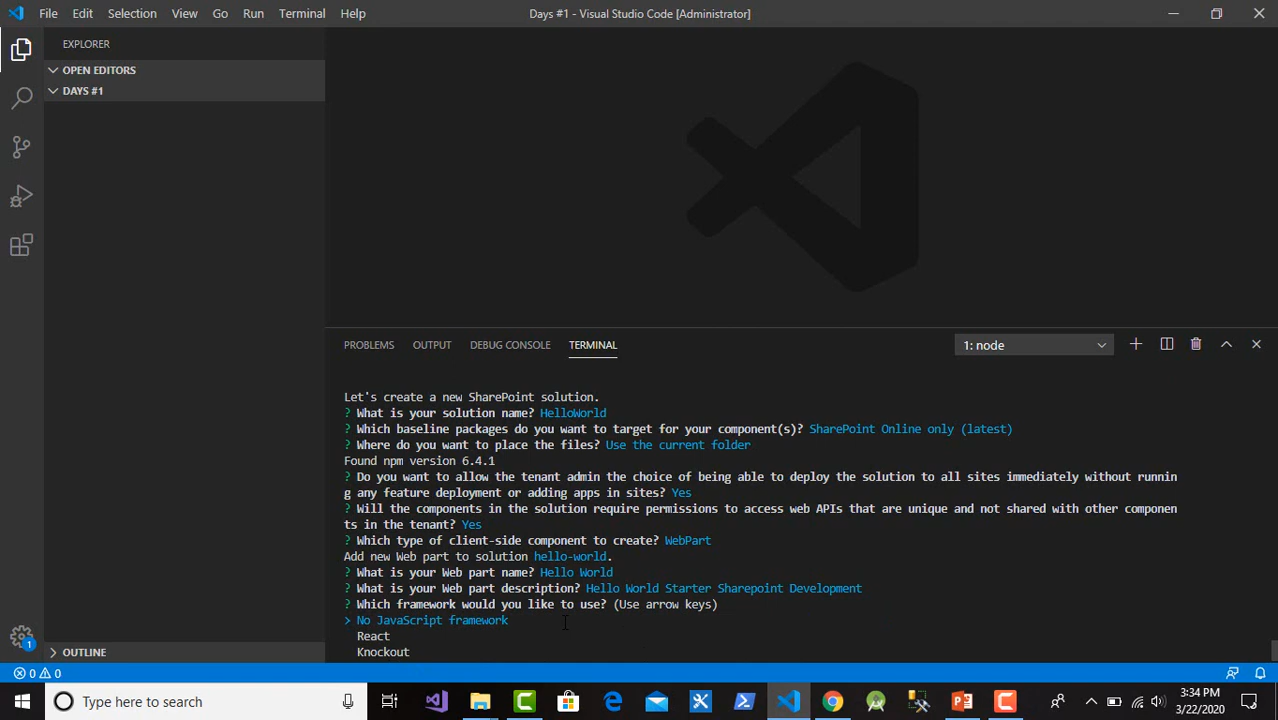 File Edit Selection View Go Run Terminal Help
Days #1 - Visual Studio Code [Administrator]
EXPLORER
OPEN EDITORS
DAYS #1
PROBLEMS OUTPUT DEBUG CONSOLE TERMINAL
1: node
Let's create a new SharePoint solution.
? What is your solution name? HelloWorld
? Which baseline packages do you want to target for your component(s)? SharePoint Online only (latest)
? Where do you want to place the files? Use the current folder
Found npm version 6.4.1
? Do you want to allow the tenant admin the choice of being able to deploy the solution to all sites immediately without runnin
g any feature deployment or adding apps in sites? Yes
? Will the components in the solution require permissions to access web APIs that are unique and not shared with other componen
ts in the tenant? Yes
? Which type of client-side component to create? WebPart
Add new Web part to solution hello-world.
? What is your Web part name? Hello World
? What is your Web part description? Hello World Starter Sharepoint Development
? Which framework would you like to use? (Use arrow keys)
> No JavaScript framework
React
Knockout
OUTLINE
1
0 0
Type here to search
3:34 PM
3/22/2020